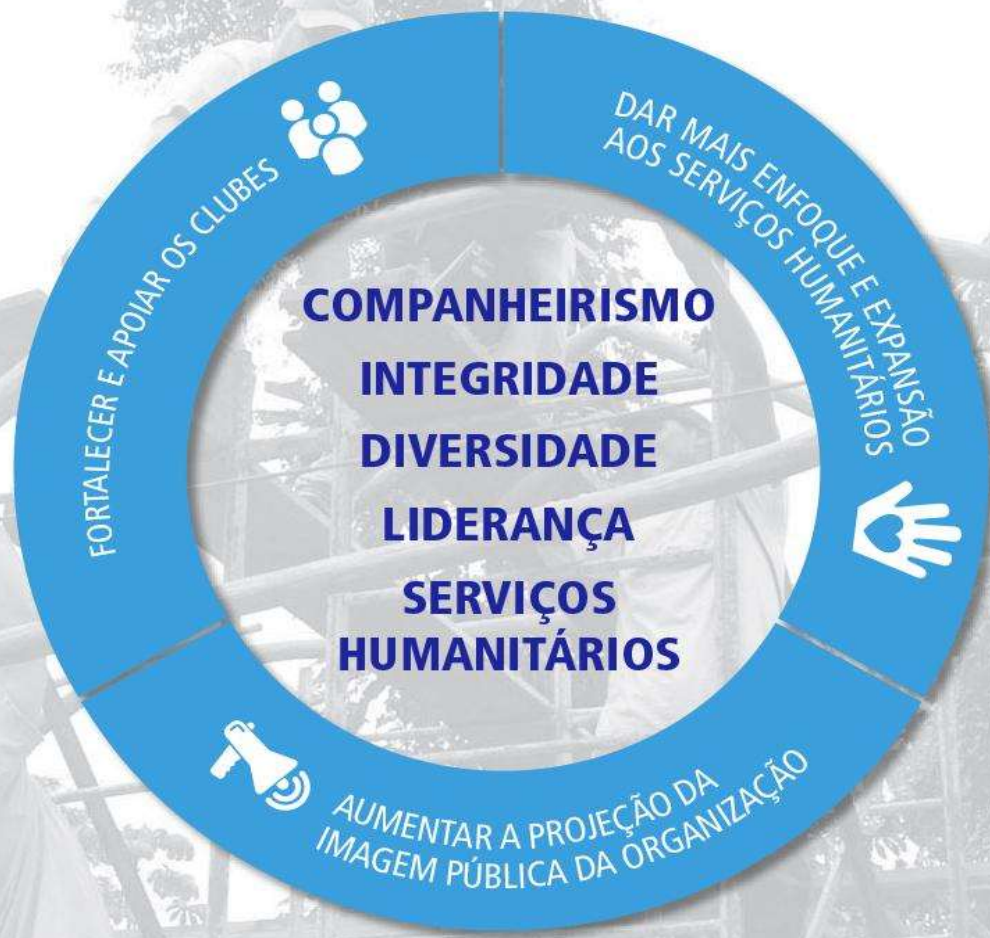 FORTALECER E APOIAR OS CLUBES
DAR MAIS ENFOQUE E EXPANSÃO
AOS SERVIÇOS HUMANITÁRIOS
COMPANHEIRISMO
INTEGRIDADE
DIVERSIDADE
LIDERANÇA
SERVIÇOS
HUMANITÁRIOS
AUMENTAR A PROJEÇÃO DA
IMAGEM PÚBLICA DA ORGANIZAÇÃO